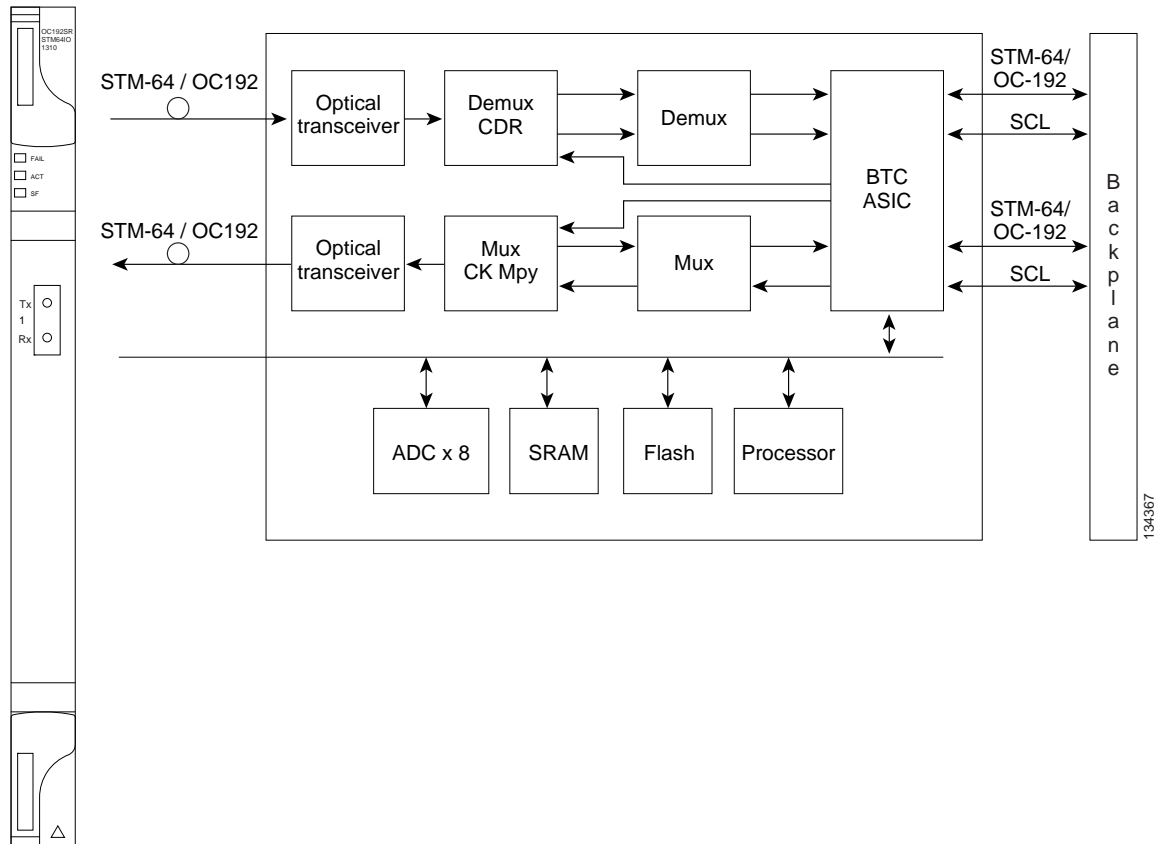 OC192SR
STM64IO
1310
FAIL
ACT
SF
Tx
1
Rx
STM-64 / OC192
Optical
transceiver
Demux
CDR
Demux
BTC
ASIC
STM-64/
OC-192
SCL
STM-64 / OC192
Optical
transceiver
Mux
CK Mpy
Mux
STM-64/
OC-192
SCL
ADC x 8
SRAM
Flash
Processor
Backplane
134367